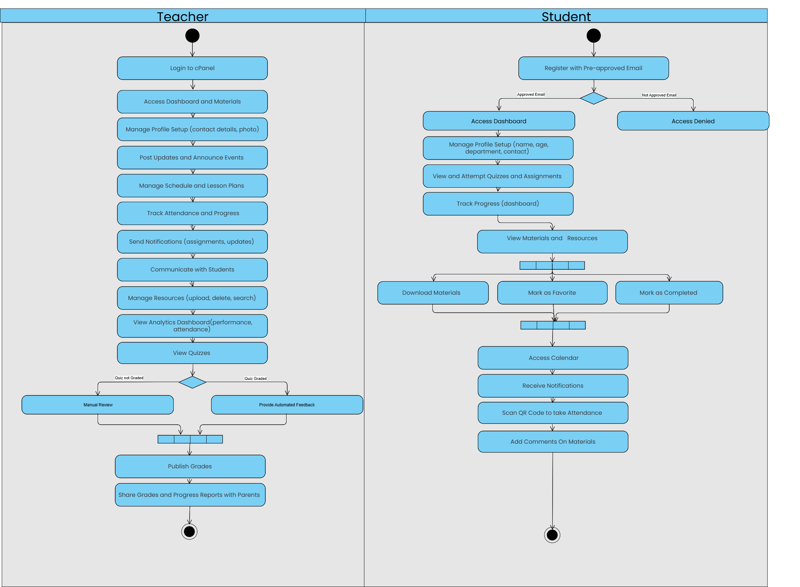 Teacher
Login to cPanel
Access Dashboard and Materials
Manage Profile Setup (contact details, photo)
Post Updates and Announce Events
Manage Schedule and Lesson Plans
Track Attendance and Progress
Send Notifications (assignments, updates)
Communicate with Students
Manage Resources (upload, delete, search)
View Analytics Dashboard(performance,
attendance)
View Quizzes
Quiz not Graded
Quiz Graded
Manual Review
Provide Automated Feedback
Publish Grades
Share Grades and Progress Reports with Parents
Student
Register with Pre-approved Email
Approved Email
Not Approved Email
Access Dashboard
Access Denied
Manage Profile Setup (name, age,
department, contact)
View and Attempt Quizzes and Assignments
Track Progress (dashboard)
View Materials and Resources
Download Materials
Mark as Favorite
Mark as Completed
Access Calendar
Receive Notifications
Scan QR Code to take Attendance
Add Comments On Materials